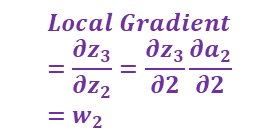 Local Gradient
= ∂z₃/∂z₂ = ∂z₃/∂2 ∂a₂/∂2
= w₂